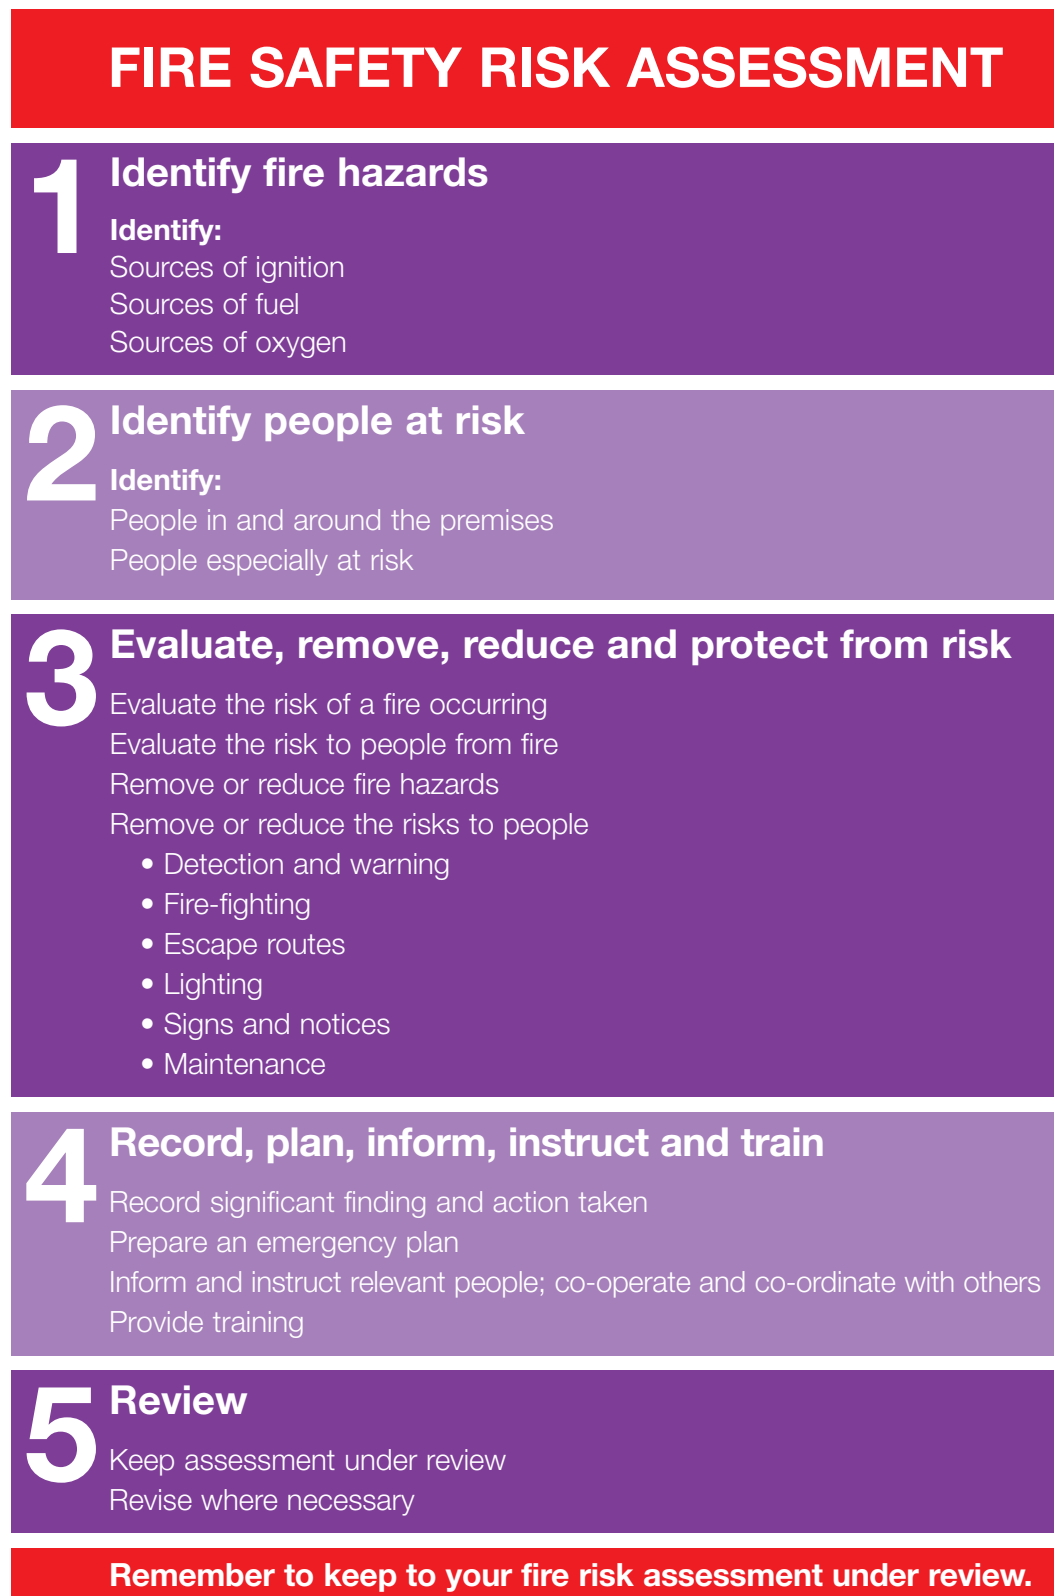 FIRE SAFETY RISK ASSESSMENT
1
Identify fire hazards
Identify:
Sources of ignition
Sources of fuel
Sources of oxygen
2
Identify people at risk
Identify:
People in and around the premises
People especially at risk
3
Evaluate, remove, reduce and protect from risk
Evaluate the risk of a fire occurring
Evaluate the risk to people from fire
Remove or reduce fire hazards
Remove or reduce the risks to people
• Detection and warning
• Fire-fighting
• Escape routes
• Lighting
• Signs and notices
• Maintenance
4
Record, plan, inform, instruct and train
Record significant finding and action taken
Prepare an emergency plan
Inform and instruct relevant people; co-operate and co-ordinate with others
Provide training
5
Review
Keep assessment under review
Revise where necessary
Remember to keep to your fire risk assessment under review.